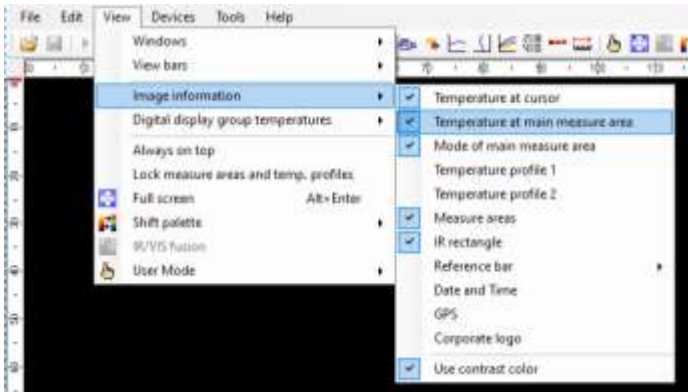 File Edit View Devices Tools Help
Windows
View bars
Image information
Digital display group temperatures
Always on top
Lock measure areas and temp. profiles
Full screen Alt+Enter
Shift palette
IR/VIS fusion
User Mode
Temperature at cursor
Temperature at main measure area
Mode of main measure area
Temperature profile 1
Temperature profile 2
Measure areas
IR rectangle
Reference bar
Date and Time
GPS
Corporate logo
Use contrast color